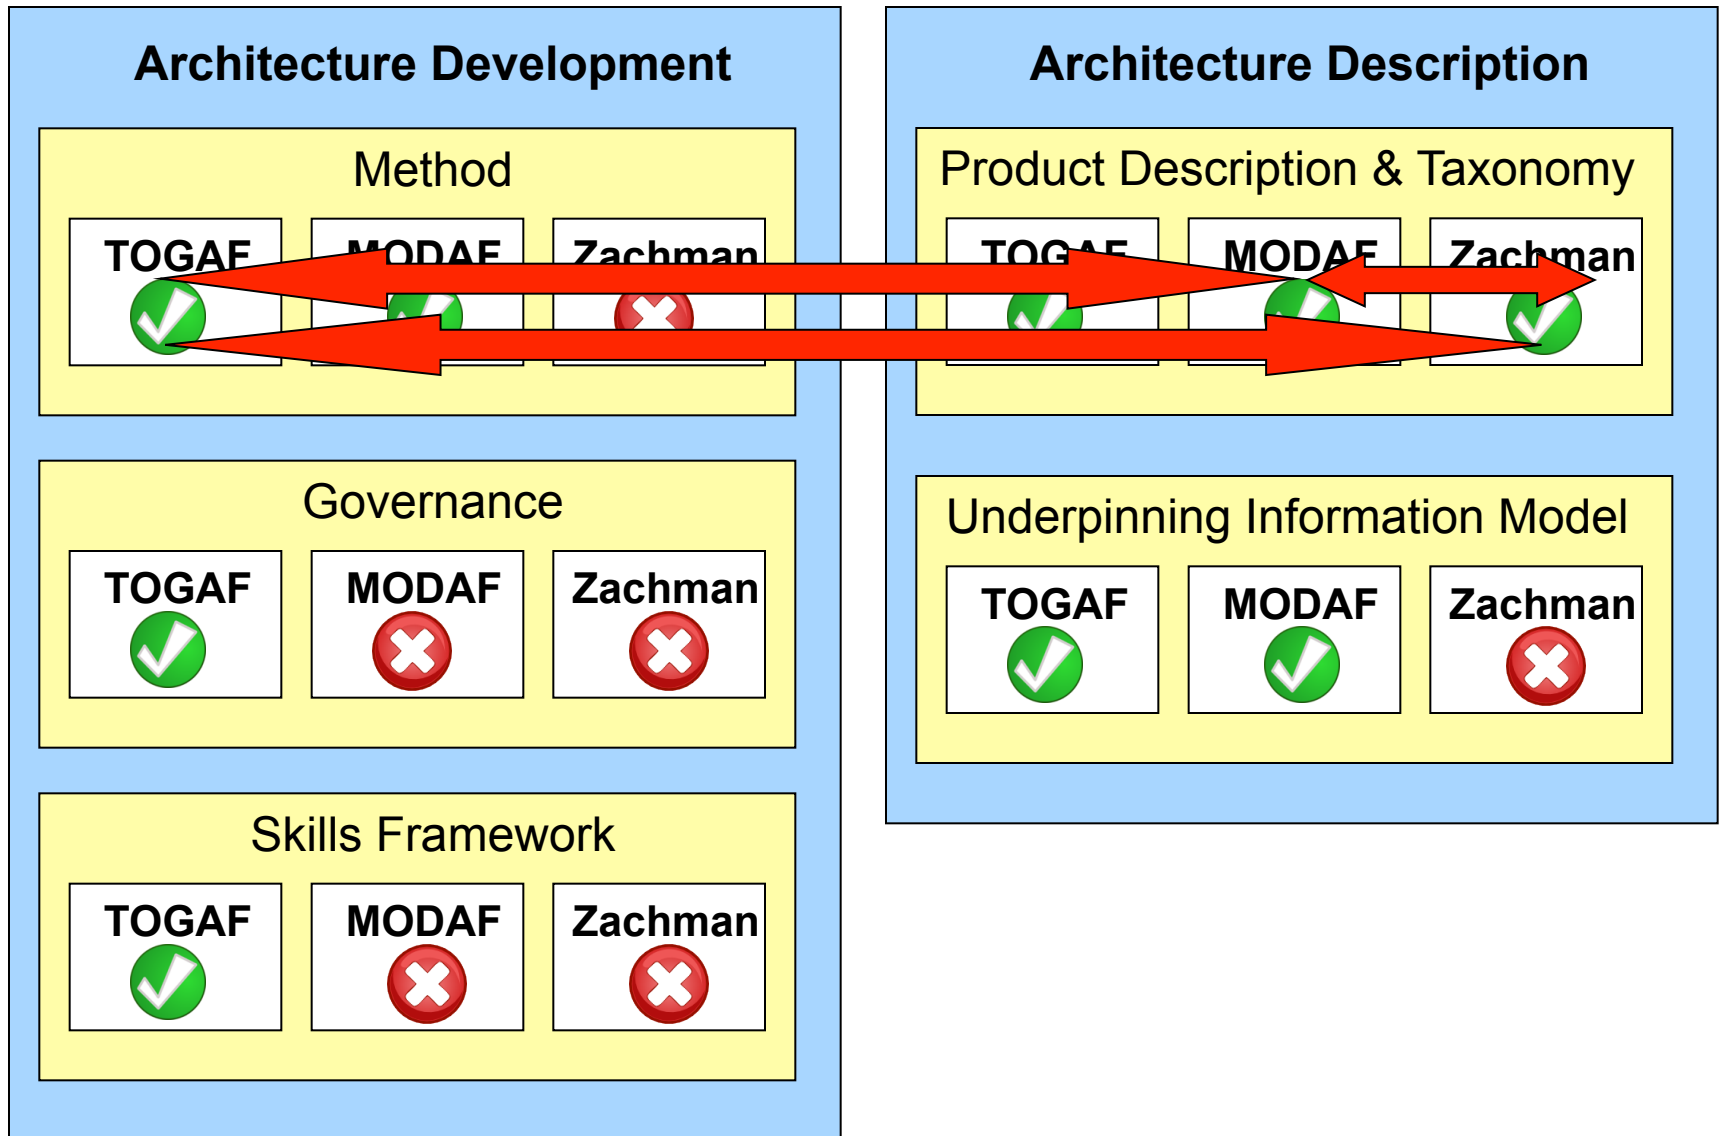 Architecture Development
Method
TOGAF
MODAF
Zachman
Governance
TOGAF
MODAF
Zachman
Skills Framework
TOGAF
MODAF
Zachman
Architecture Description
Product Description & Taxonomy
TOGAF
MODAF
Zachman
Underpinning Information Model
TOGAF
MODAF
Zachman